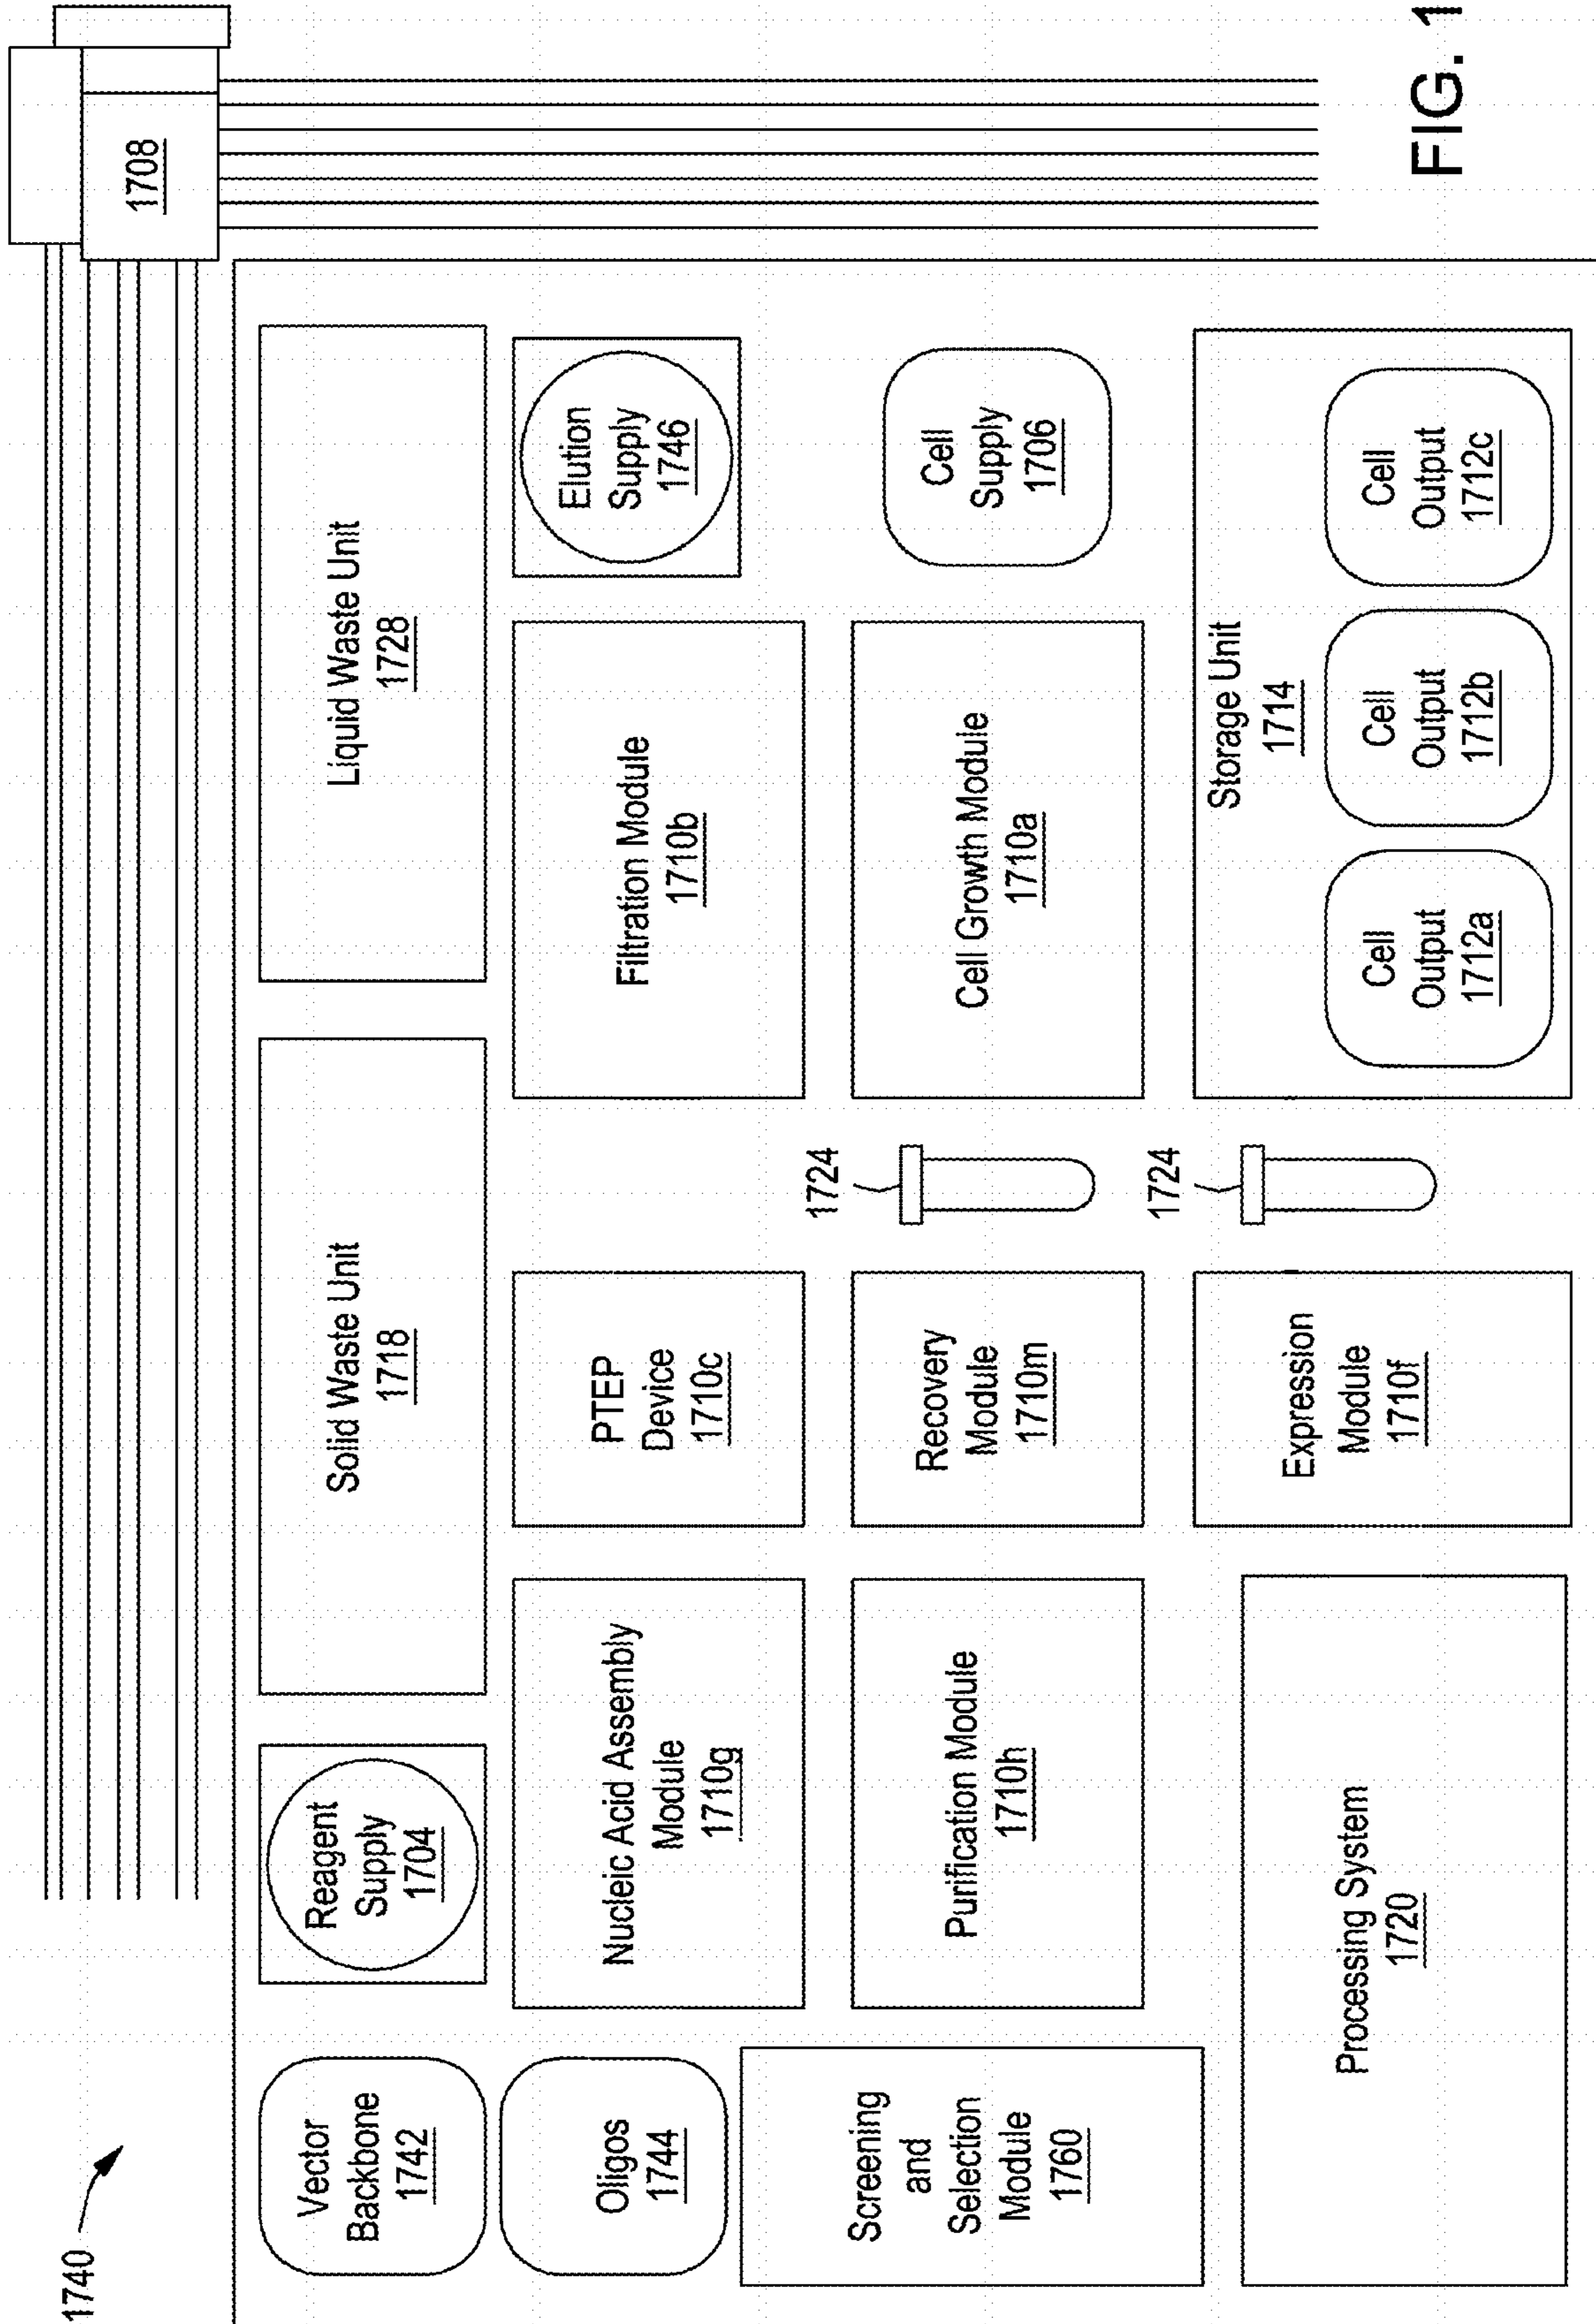 1740
1708
Vector
Backbone
1742
Reagent
Supply
1704
Solid Waste Unit
1718
Liquid Waste Unit
1728
Oligos
1744
Nucleic Acid Assembly
Module
1710g
PTEP
Device
1710c
Filtration Module
1710b
Elution
Supply
1746
Screening
and
Selection
Module
1760
Purification Module
1710h
Recovery
Module
1710m
1724
Cell Growth Module
1710a
Cell
Supply
1706
Processing System
1720
Expression
Module
1710f
1724
Storage Unit
1714
Cell
Output
1712a
Cell
Output
1712b
Cell
Output
1712c
FIG. 1